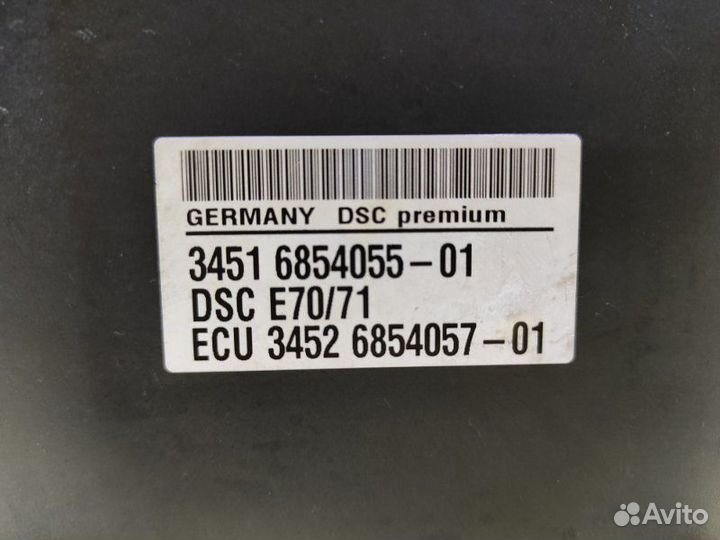 GERMANY DSC premium
3451 6854055-01
DSC E70/71
ECU 3452 6854057-01
Avito